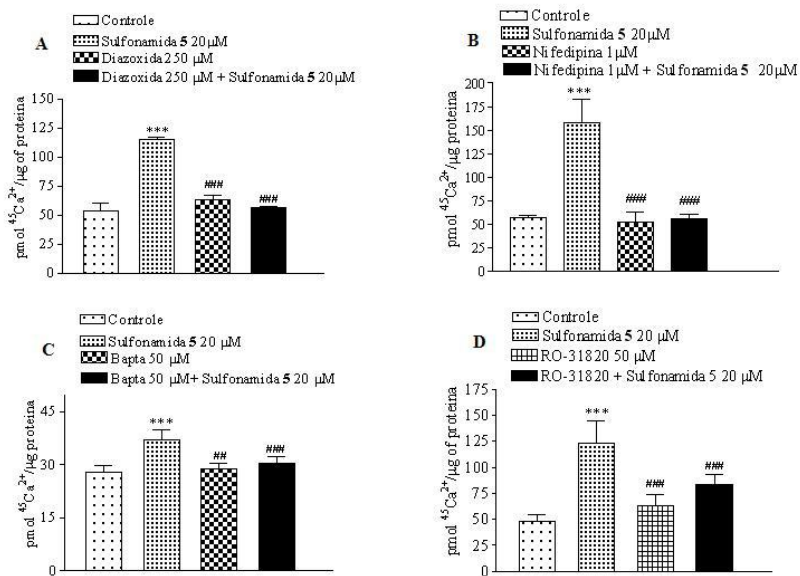 A
Controle
Sulfonamida 5 20µM
Diazoxida 250 µM
Diazoxida 250 µM + Sulfonamida 5 20µM
pmol ⁴⁵Ca²⁺/µg of proteina
150
125
100
75
50
25
0
***
###
###
B
Controle
Sulfonamida 5 20µM
Nifedipina 1µM
Nifedipina 1µM + Sulfonamida 5 20µM
pmol ⁴⁵Ca²⁺/µg of proteina
200
175
150
125
100
75
50
25
0
***
###
###
C
Controle
Sulfonamida 5 20 µM
Bapta 50 µM
Bapta 50 µM+ Sulfonamida 5 20 µM
pmol ⁴⁵Ca²⁺/µg proteina
45
30
15
0
***
##
###
D
Controle
Sulfonamida 5 20 µM
RO-31820 50 µM
RO-31820 + Sulfonamida 5 20 µM
pmol ⁴⁵Ca²⁺/µg of proteina
175
150
125
100
75
50
25
0
***
###
###